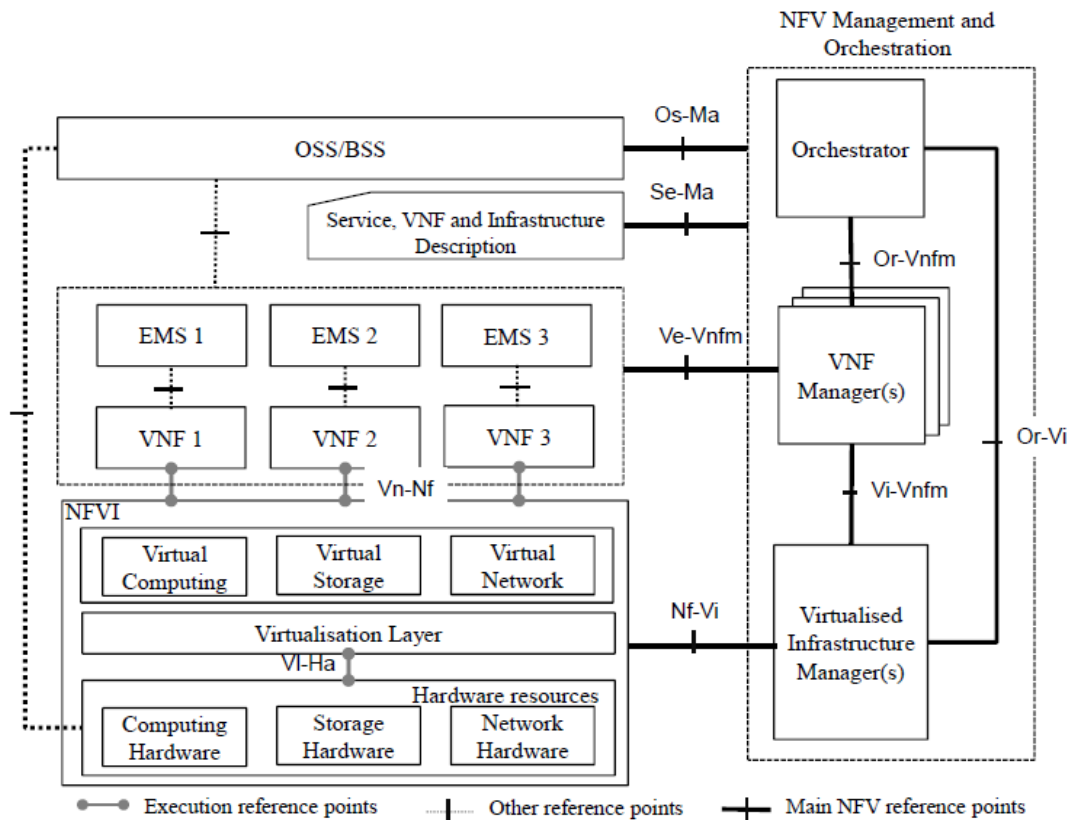 NFV Management and
Orchestration
Os-Ma
OSS/BSS
Orchestrator
Se-Ma
Service, VNF and Infrastructure
Description
Or-Vnfm
EMS 1
EMS 2
EMS 3
Ve-Vnfm
VNF
Manager(s)
VNF 1
VNF 2
VNF 3
Or-Vi
Vn-Nf
Vi-Vnfm
NFVI
Virtual
Computing
Virtual
Storage
Virtual
Network
Nf-Vi
Virtualisation Layer
Virtualised
Infrastructure
Manager(s)
Vl-Ha
Hardware resources
Computing
Hardware
Storage
Hardware
Network
Hardware
Execution reference points
Other reference points
Main NFV reference points